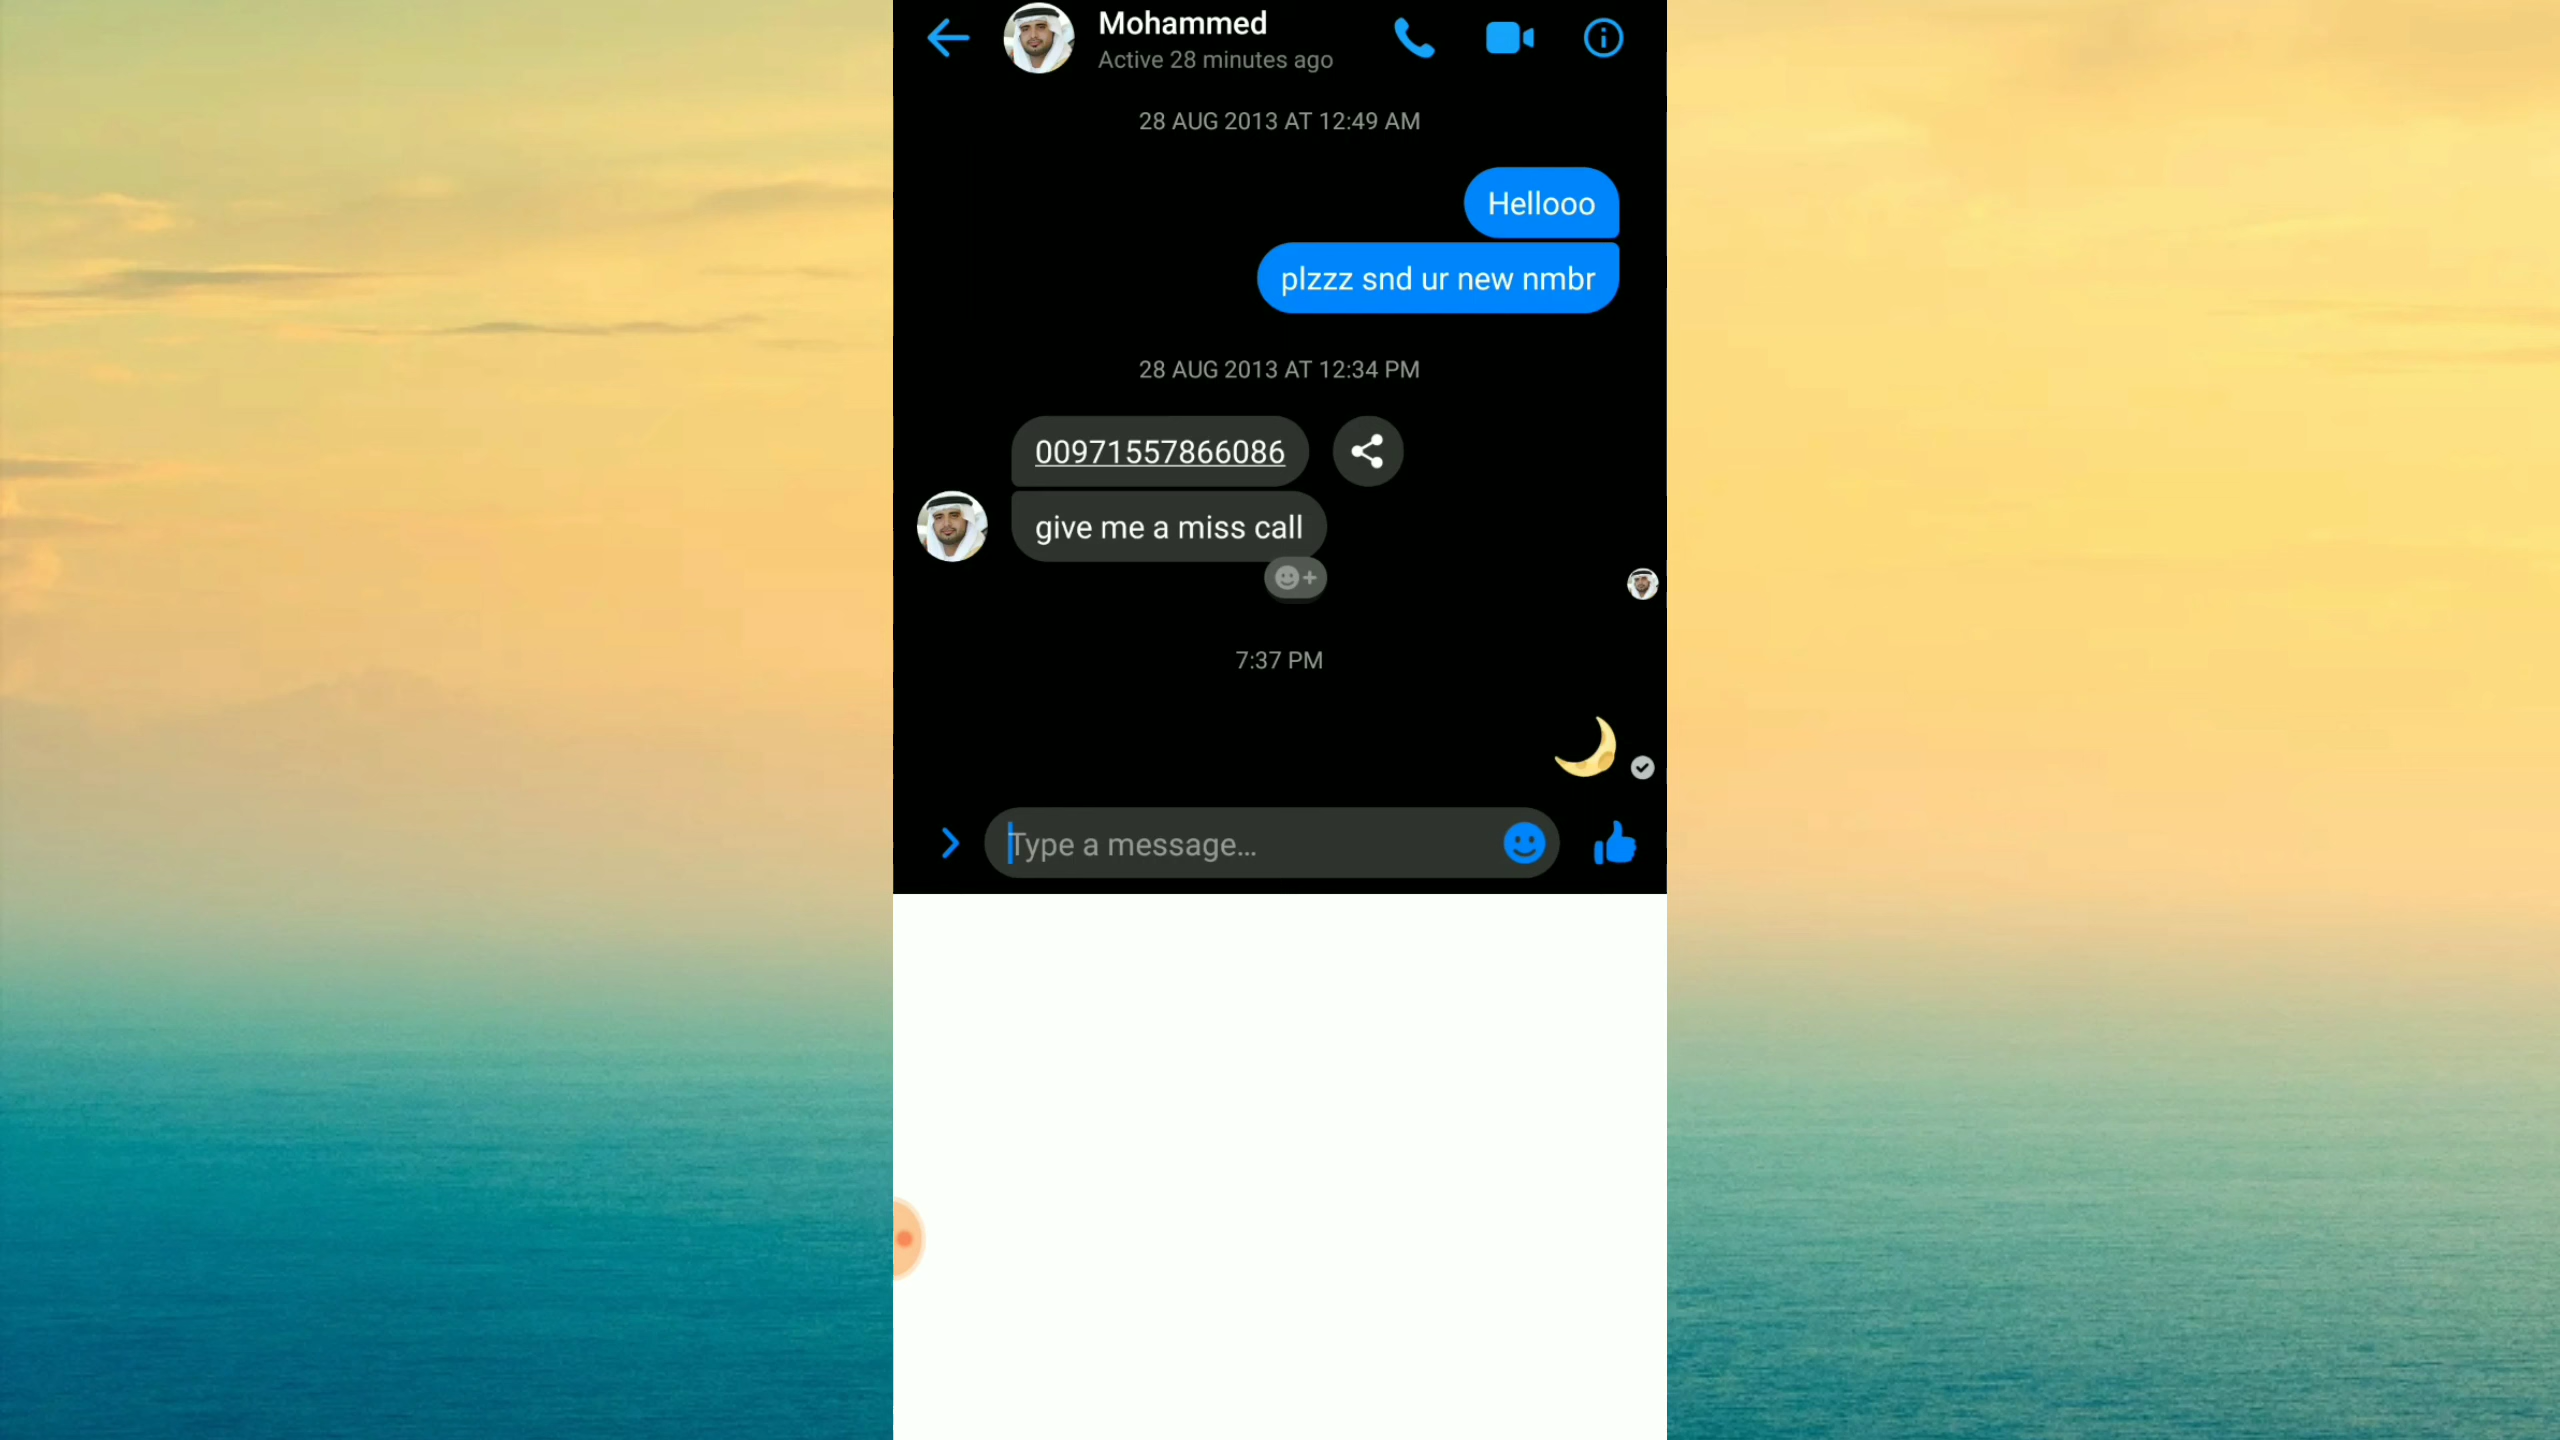 Mohammed
Active 28 minutes ago
28 AUG 2013 AT 12:49 AM
Hellooo
plzzz snd ur new nmbr
28 AUG 2013 AT 12:34 PM
00971557866086
give me a miss call
7:37 PM
Type a message...